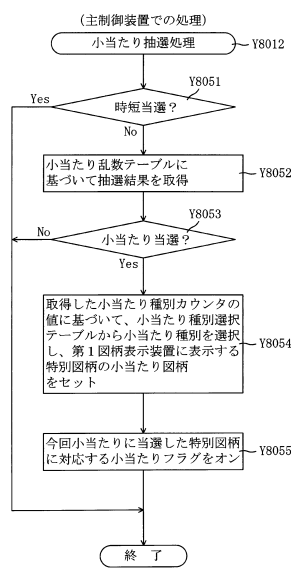 (主制御装置での処理)
小当たり抽選処理
Y8012
Y8051
時短当選?
Yes
No
小当たり乱数テーブルに
基づいて抽選結果を取得
Y8052
Y8053
小当たり当選?
No
Yes
取得した小当たり種別カウンタの
値に基づいて、小当たり種別選択
テーブルから小当たり種別を選択
し、第1図柄表示装置に表示する
特別図柄の小当たり図柄
をセット
Y8054
今回小当たりに当選した特別図柄
に対応する小当たりフラグをオン
Y8055
終 了